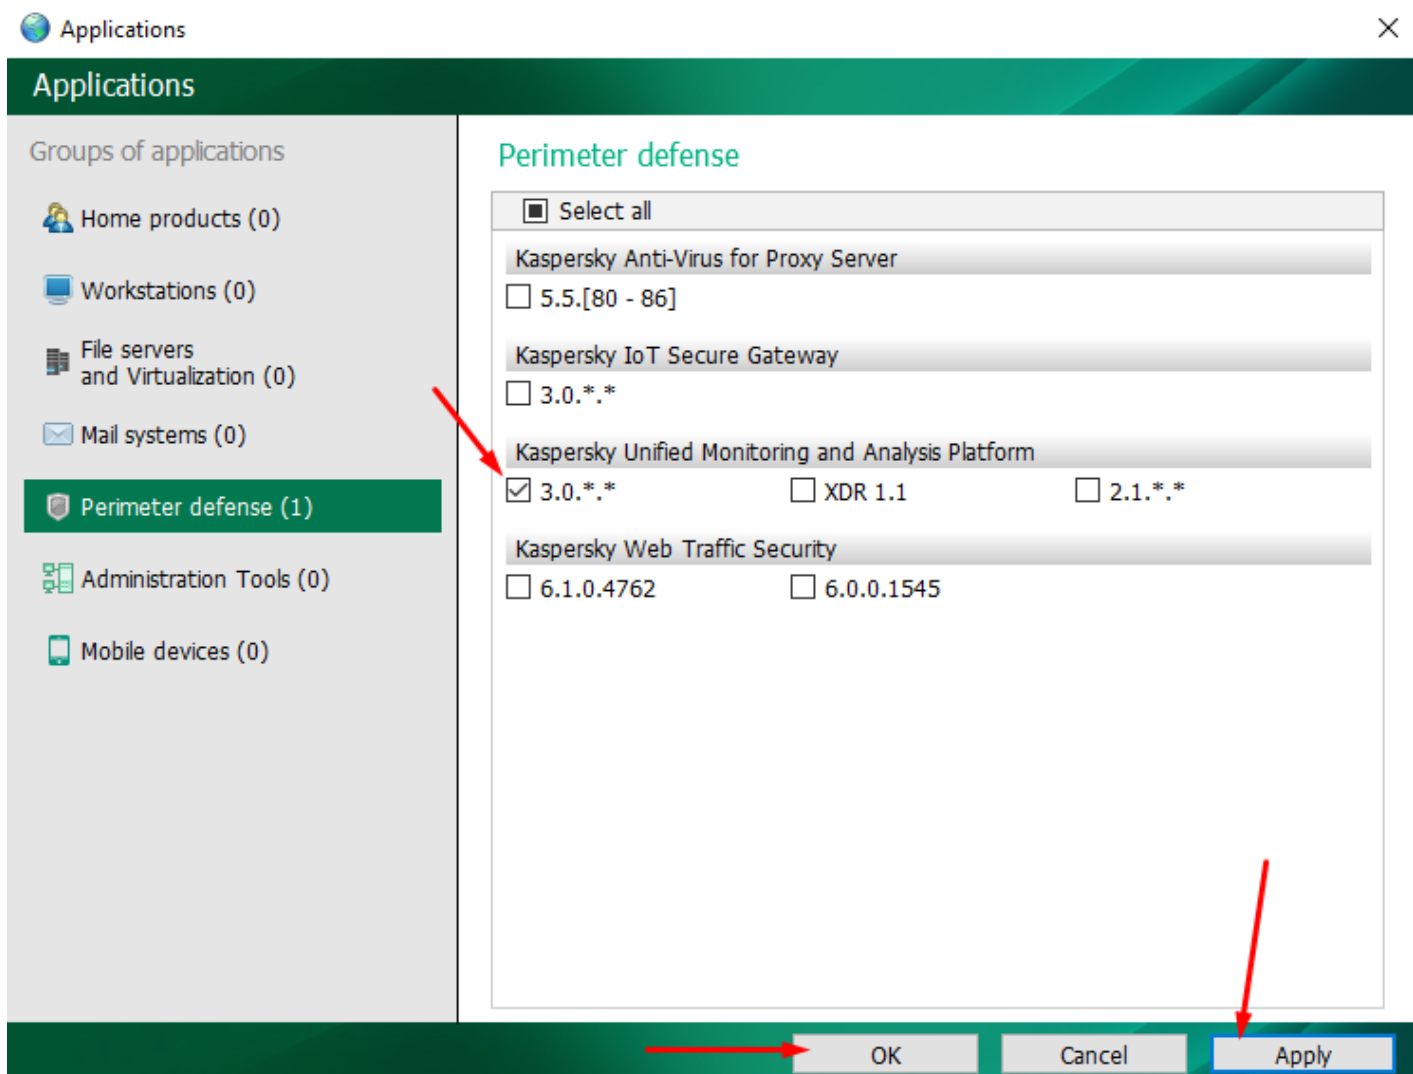 Applications
Applications
Groups of applications
Home products (0)
Workstations (0)
File servers
and Virtualization (0)
Mail systems (0)
Perimeter defense (1)
Administration Tools (0)
Mobile devices (0)
Perimeter defense
Select all
Kaspersky Anti-Virus for Proxy Server
5.5.[80 - 86]
Kaspersky IoT Secure Gateway
3.0.*.*
Kaspersky Unified Monitoring and Analysis Platform
3.0.*.* XDR 1.1 2.1.*.*
Kaspersky Web Traffic Security
6.1.0.4762 6.0.0.1545
OK Cancel Apply